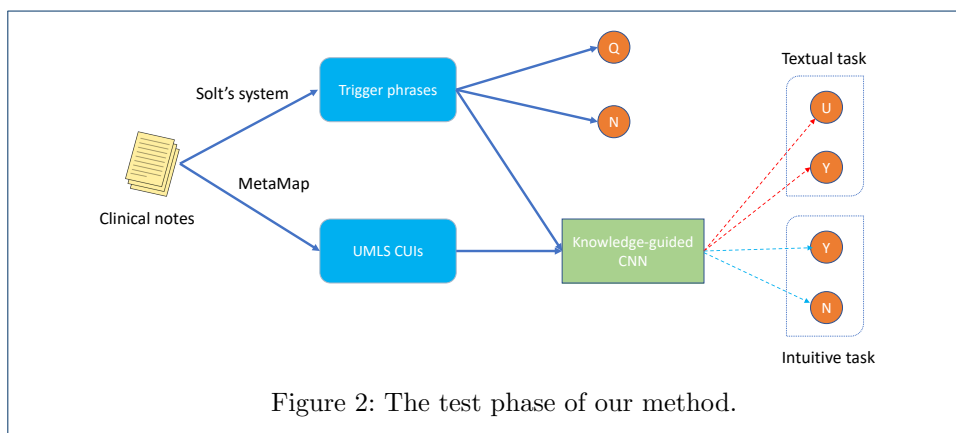 Q
Textual task
Solt's system
Trigger phrases
U
N
Y
MetaMap
Clinical notes
UMLS CUIs
Knowledge-guided
CNN
Y
N
Intuitive task
Figure 2: The test phase of our method.